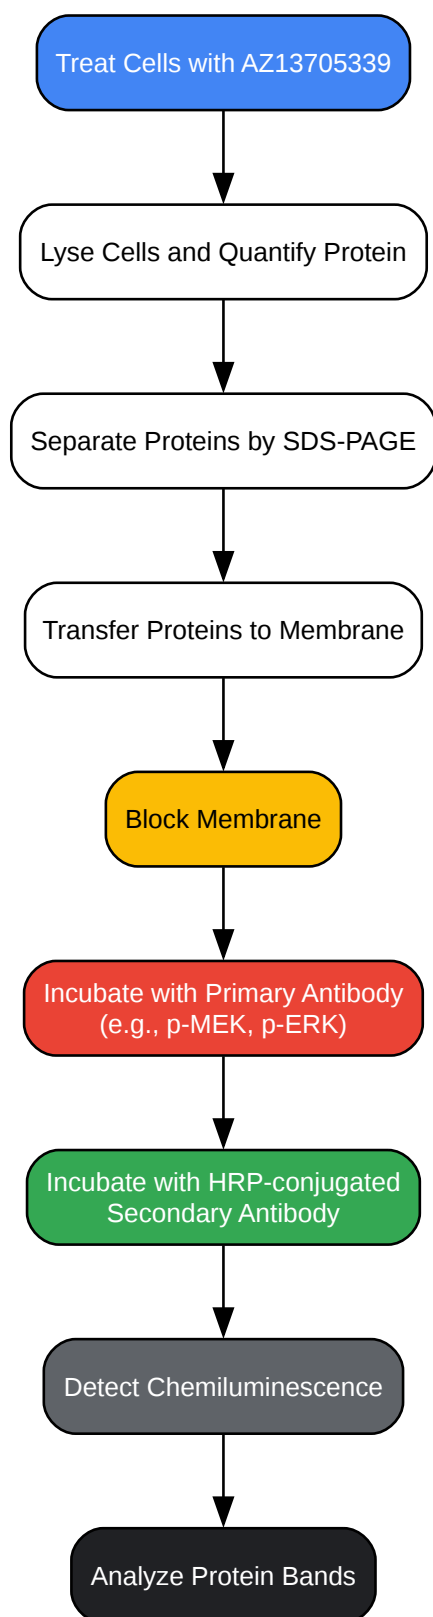 Treat Cells with AZ13705339
Lyse Cells and Quantify Protein
Separate Proteins by SDS-PAGE
Transfer Proteins to Membrane
Block Membrane
Incubate with Primary Antibody
(e.g., p-MEK, p-ERK)
Incubate with HRP-conjugated
Secondary Antibody
Detect Chemiluminescence
Analyze Protein Bands